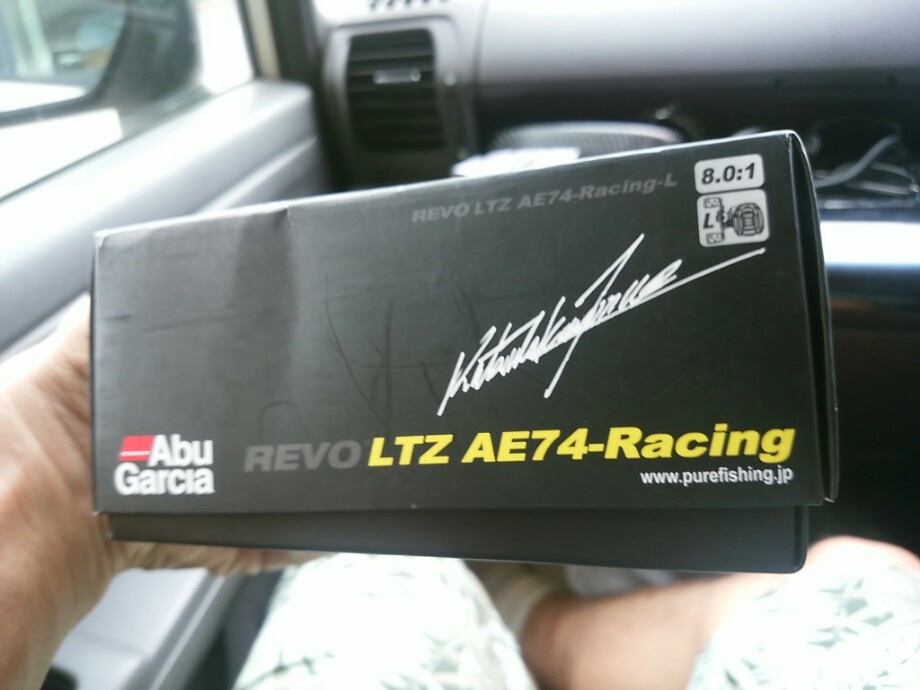 REVO LTZ AE74-Racing-L
8.0:1
L
Abu
Garcia
REVO LTZ AE74-Racing
www.purefishing.jp